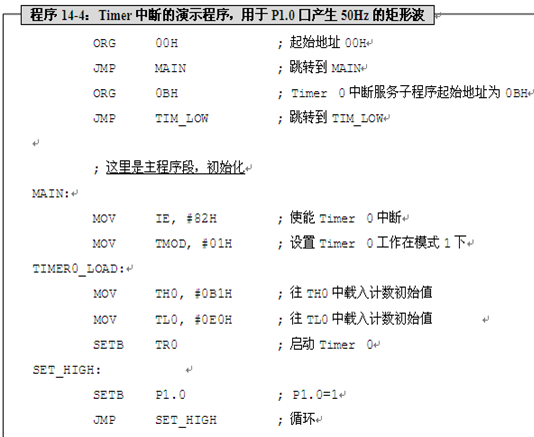 程序 14-4：Timer 中断的演示程序，用于 P1.0 口产生 50Hz 的矩形波
ORG 00H ; 起始地址 00H
JMP MAIN ; 跳转到 MAIN
ORG 0BH ; Timer 0 中断服务子程序起始地址为 0BH
JMP TIM_LOW ; 跳转到 TIM_LOW
; 这里是主程序段，初始化
MAIN:
MOV IE, #82H ; 使能 Timer 0 中断
MOV TMOD, #01H ; 设置 Timer 0 工作在模式 1 下
TIMER0_LOAD:
MOV TH0, #0B1H ; 往 TH0 中载入计数初始值
MOV TL0, #0E0H ; 往 TL0 中载入计数初始值
SETB TR0 ; 启动 Timer 0
SET_HIGH:
SETB P1.0 ; P1.0=1
JMP SET_HIGH ; 循环